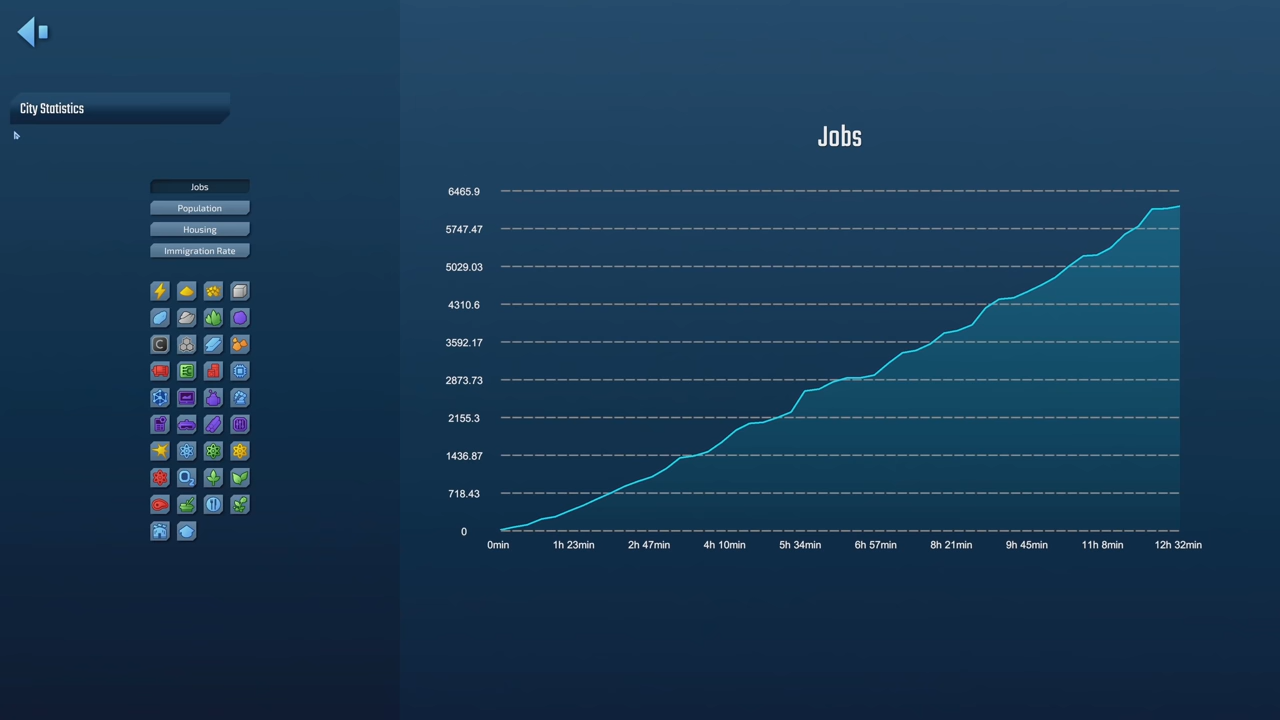 City Statistics
Jobs
Population
Housing
Immigration Rate
C
O2
Jobs
6465.9
5747.47
5029.03
4310.6
3592.17
2873.73
2155.3
1436.87
718.43
0
0min 1h 23min 2h 47min 4h 10min 5h 34min 6h 57min 8h 21min 9h 45min 11h 8min 12h 32min